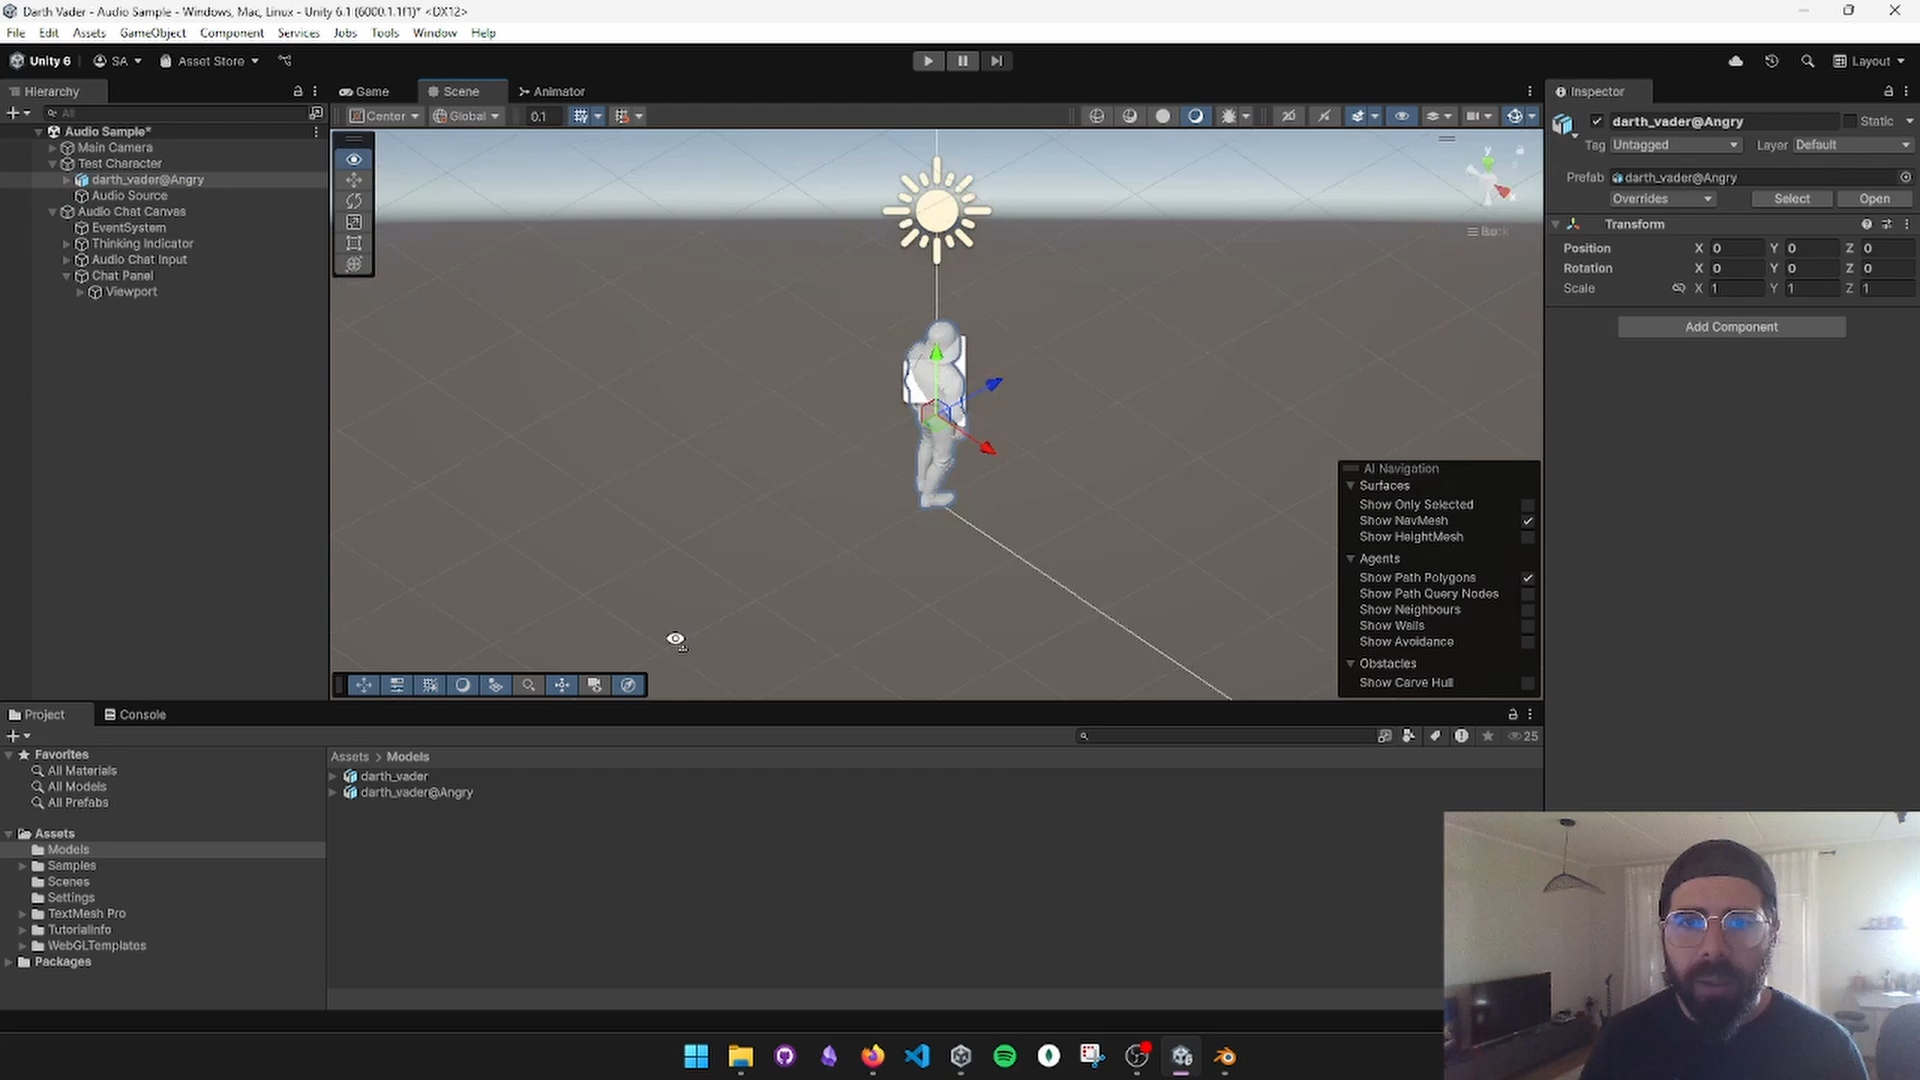 Darth Vader - Audio Sample - Windows, Mac, Linux - Unity 6.1 (6000.1.1f1)* <DX12>
File Edit Assets GameObject Component Services Jobs Tools Window Help
Unity 6 SA Asset Store Layout
Hierarchy
All
Audio Sample*
Main Camera
Test Character
darth_vader@Angry
Audio Source
Audio Chat Canvas
EventSystem
Thinking Indicator
Audio Chat Input
Chat Panel
Viewport
Game Scene Animator
Center Global 0.1
y
x
Back
AI Navigation
Surfaces
Show Only Selected
Show NavMesh
Show HeightMesh
Agents
Show Path Polygons
Show Path Query Nodes
Show Neighbours
Show Walls
Show Avoidance
Obstacles
Show Carve Hull
Inspector
darth_vader@Angry Static
Tag Untagged Layer Default
Prefab darth_vader@Angry
Overrides Select Open
Transform
Position X 0 Y 0 Z 0
Rotation X 0 Y 0 Z 0
Scale X 1 Y 1 Z 1
Add Component
Project Console
25
Favorites
All Materials
All Models
All Prefabs
Assets
Models
Samples
Scenes
Settings
TextMesh Pro
TutorialInfo
WebGLTemplates
Packages
Assets > Models
darth_vader
darth_vader@Angry